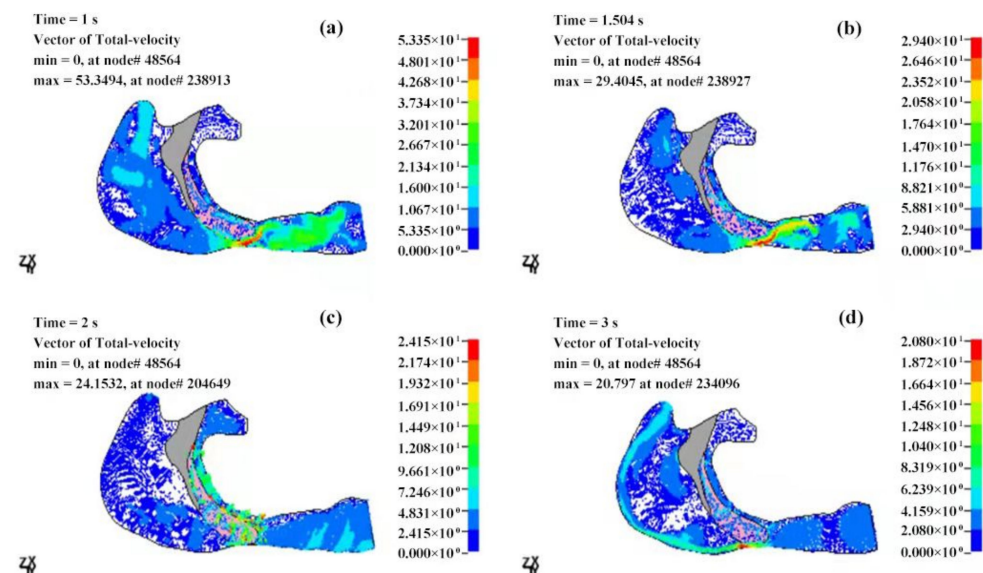 Time = 1 s
Vector of Total-velocity
min = 0, at node# 48564
max = 53.3494, at node# 238913
(a)
5.335×10¹
4.801×10¹
4.268×10¹
3.734×10¹
3.201×10¹
2.667×10¹
2.134×10¹
1.600×10¹
1.067×10¹
5.335×10⁰
0.000×10⁰
Time = 1.504 s
Vector of Total-velocity
min = 0, at node# 48564
max = 29.4045, at node# 238927
(b)
2.940×10¹
2.646×10¹
2.352×10¹
2.058×10¹
1.764×10¹
1.470×10¹
1.176×10¹
8.821×10⁰
5.881×10⁰
2.940×10⁰
0.000×10⁰
Time = 2 s
Vector of Total-velocity
min = 0, at node# 48564
max = 24.1532, at node# 204649
(c)
2.415×10¹
2.174×10¹
1.932×10¹
1.691×10¹
1.449×10¹
1.208×10¹
9.661×10⁰
7.246×10⁰
4.831×10⁰
2.415×10⁰
0.000×10⁰
Time = 3 s
Vector of Total-velocity
min = 0, at node# 48564
max = 20.797 at node# 234096
(d)
2.080×10¹
1.872×10¹
1.664×10¹
1.456×10¹
1.248×10¹
1.040×10¹
8.319×10⁰
6.239×10⁰
4.159×10⁰
2.080×10⁰
0.000×10⁰